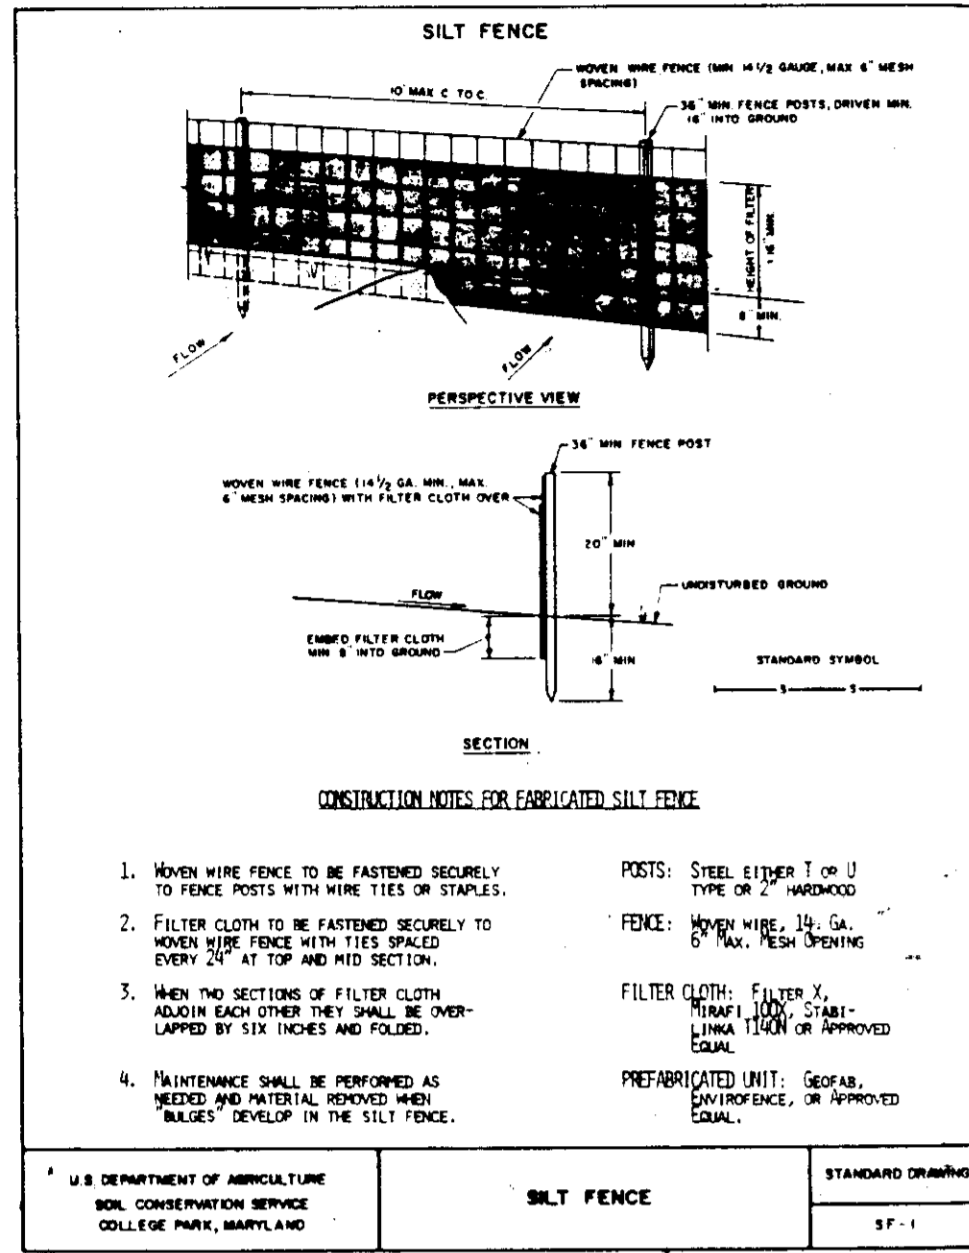 SILT FENCE
WOVEN WIRE FENCE (MIN 14 1/2 GAUGE, MAX 6" MESH
SPACING)
10' MAX C. TO C.
36" MIN. FENCE POSTS, DRIVEN MIN.
16" INTO GROUND
HEIGHT OF FILTER
16" MIN.
8" MIN.
FLOW
FLOW
PERSPECTIVE VIEW
36" MIN FENCE POST
WOVEN WIRE FENCE (14 1/2 GA. MIN., MAX.
6" MESH SPACING) WITH FILTER CLOTH OVER
20" MIN
UNDISTURBED GROUND
FLOW
EMBED FILTER CLOTH
MIN 8" INTO GROUND
16" MIN
STANDARD SYMBOL
S S
SECTION
CONSTRUCTION NOTES FOR FABRICATED SILT FENCE
1. WOVEN WIRE FENCE TO BE FASTENED SECURELY
TO FENCE POSTS WITH WIRE TIES OR STAPLES.
2. FILTER CLOTH TO BE FASTENED SECURELY TO
WOVEN WIRE FENCE WITH TIES SPACED
EVERY 24" AT TOP AND MID SECTION.
3. WHEN TWO SECTIONS OF FILTER CLOTH
ADJOIN EACH OTHER THEY SHALL BE OVER-
LAPPED BY SIX INCHES AND FOLDED.
4. MAINTENANCE SHALL BE PERFORMED AS
NEEDED AND MATERIAL REMOVED WHEN
"BULGES" DEVELOP IN THE SILT FENCE.
POSTS: STEEL EITHER T OR U
TYPE OR 2" HARDWOOD
FENCE: WOVEN WIRE, 14. GA.
6" MAX. MESH OPENING
FILTER CLOTH: FILTER X,
MIRAFI 100X, STABI-
LINKA T140N OR APPROVED
EQUAL
PREFABRICATED UNIT: GEOFAB,
ENVIROFENCE, OR APPROVED
EQUAL.
U.S. DEPARTMENT OF AGRICULTURE
SOIL CONSERVATION SERVICE
COLLEGE PARK, MARYLAND
SILT FENCE
STANDARD DRAWING
SF-1